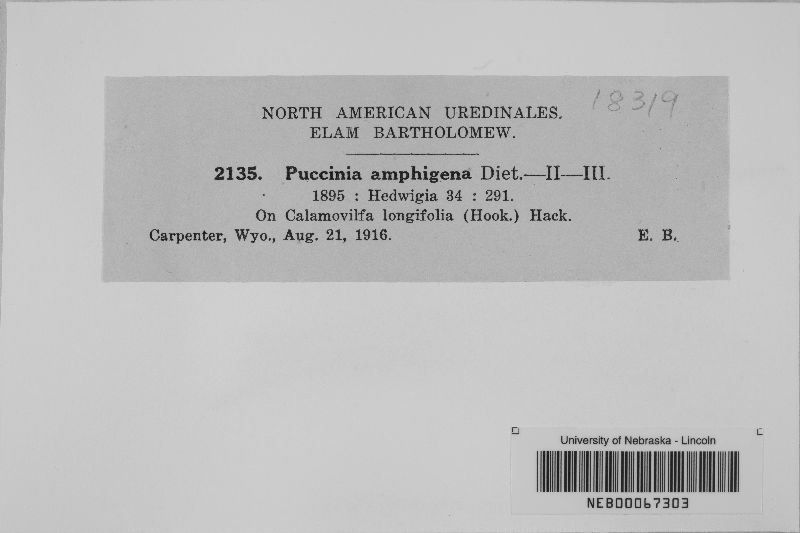 18319
NORTH AMERICAN UREDINALES.
ELAM BARTHOLOMEW.
2135. Puccinia amphigena Diet.—II—III.
1895 : Hedwigia 34 : 291.
On Calamovilfa longifolia (Hook.) Hack.
Carpenter, Wyo., Aug. 21, 1916. E. B.
University of Nebraska - Lincoln
NEB00067303